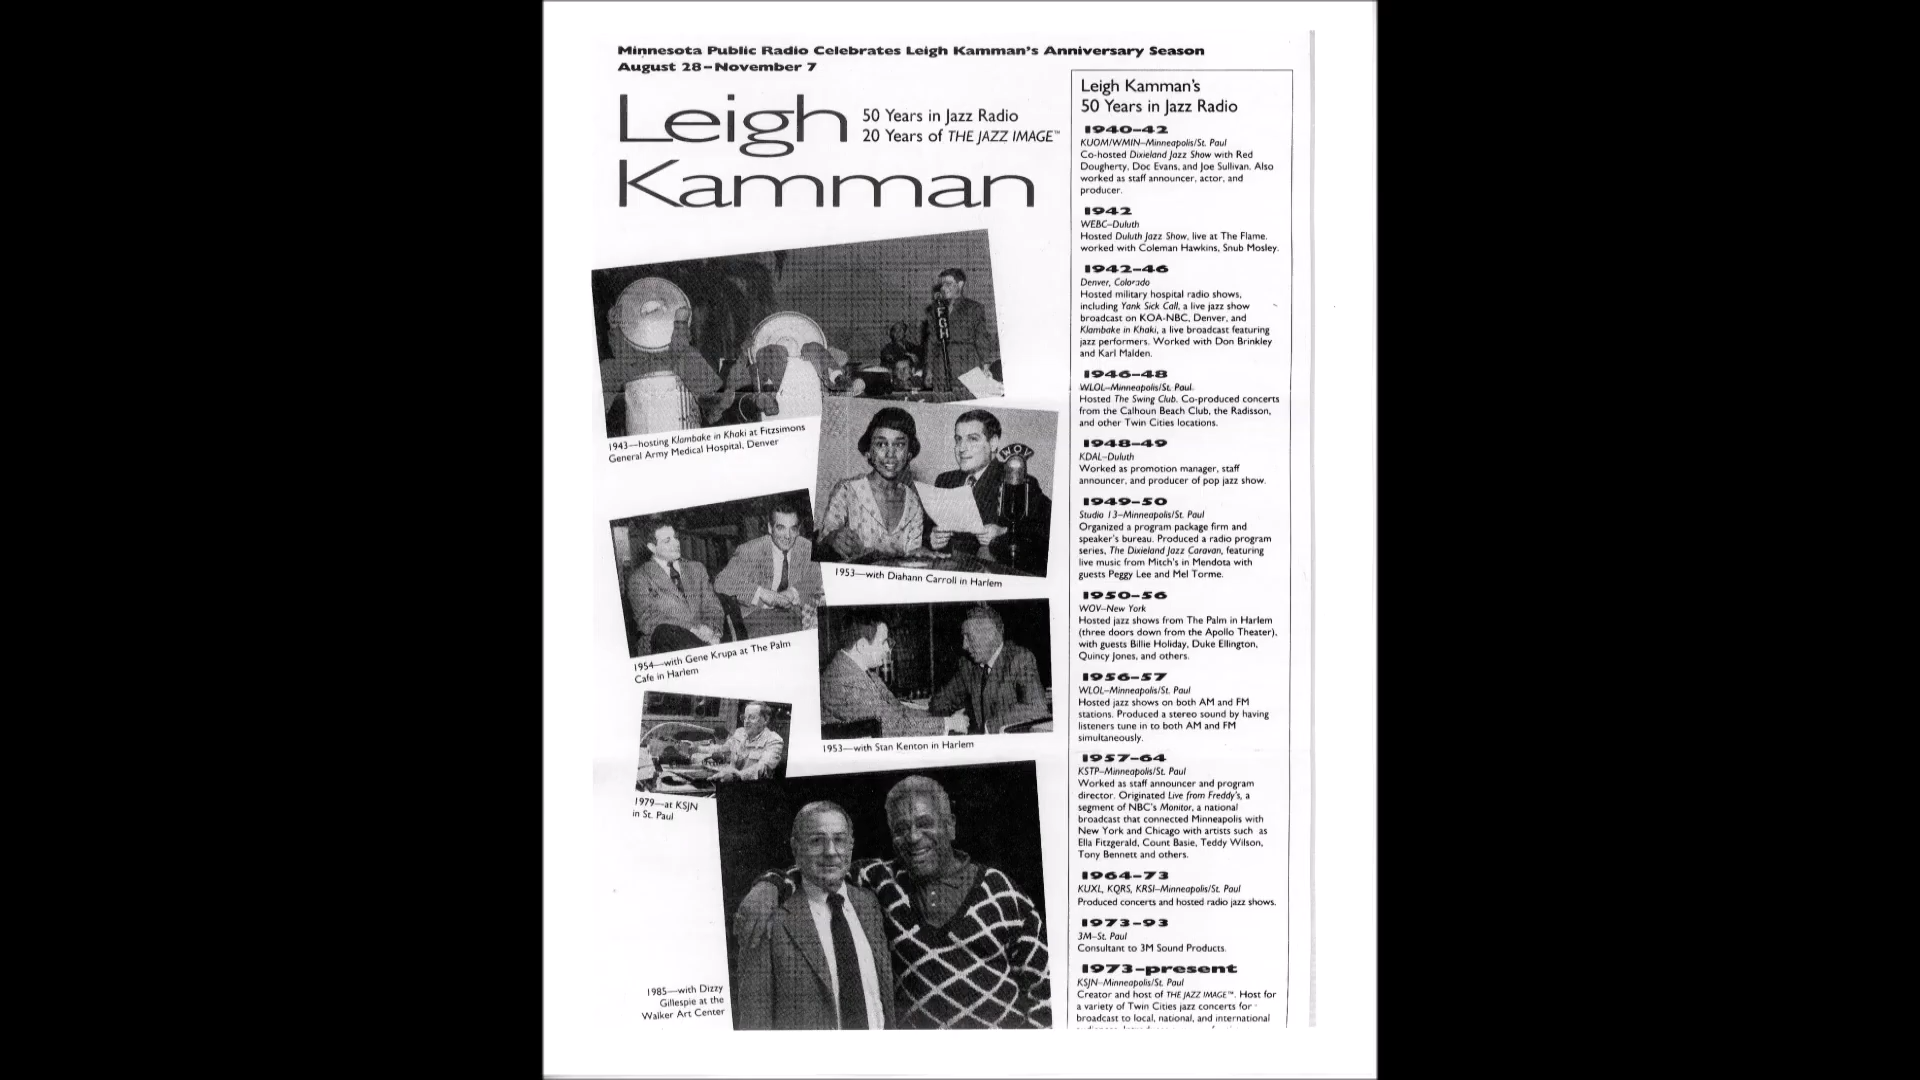 Minnesota Public Radio Celebrates Leigh Kamman's Anniversary Season
August 28–November 7
Leigh
Kamman
50 Years in Jazz Radio
20 Years of THE JAZZ IMAGE™
FGH
1943—hosting Klambake in Khaki at Fitzsimons
General Army Medical Hospital, Denver
WOV
1953—with Diahann Carroll in Harlem
1954—with Gene Krupa at The Palm
Cafe in Harlem
1953—with Stan Kenton in Harlem
1979—at KSJN
in St. Paul
1985—with Dizzy
Gillespie at the
Walker Art Center
Leigh Kamman's
50 Years in Jazz Radio
1940–42
KUOM/WMIN–Minneapolis/St. Paul
Co-hosted Dixieland Jazz Show with Red
Dougherty, Doc Evans, and Joe Sullivan. Also
worked as staff announcer, actor, and
producer.
1942
WEBC–Duluth
Hosted Duluth Jazz Show, live at The Flame.
worked with Coleman Hawkins, Snub Mosley.
1942–46
Denver, Colorado
Hosted military hospital radio shows,
including Yank Sick Call, a live jazz show
broadcast on KOA-NBC, Denver, and
Klambake in Khaki, a live broadcast featuring
jazz performers. Worked with Don Brinkley
and Karl Malden.
1946–48
WLOL–Minneapolis/St. Paul
Hosted The Swing Club. Co-produced concerts
from the Calhoun Beach Club, the Radisson,
and other Twin Cities locations.
1948–49
KDAL–Duluth
Worked as promotion manager, staff
announcer, and producer of pop jazz show.
1949–50
Studio 13–Minneapolis/St. Paul
Organized a program package firm and
speaker's bureau. Produced a radio program
series, The Dixieland Jazz Caravan, featuring
live music from Mitch's in Mendota with
guests Peggy Lee and Mel Torme.
1950–56
WOV–New York
Hosted jazz shows from The Palm in Harlem
(three doors down from the Apollo Theater),
with guests Billie Holiday, Duke Ellington,
Quincy Jones, and others.
1956–57
WLOL–Minneapolis/St. Paul
Hosted jazz shows on both AM and FM
stations. Produced a stereo sound by having
listeners tune in to both AM and FM
simultaneously.
1957–64
KSTP–Minneapolis/St. Paul
Worked as staff announcer and program
director. Originated Live from Freddy's, a
segment of NBC's Monitor, a national
broadcast that connected Minneapolis with
New York and Chicago with artists such as
Ella Fitzgerald, Count Basie, Teddy Wilson,
Tony Bennett and others.
1964–73
KUXL, KQRS, KRSI–Minneapolis/St. Paul
Produced concerts and hosted radio jazz shows.
1973–93
3M–St. Paul
Consultant to 3M Sound Products.
1973–present
KSJN–Minneapolis/St. Paul
Creator and host of THE JAZZ IMAGE™. Host for
a variety of Twin Cities jazz concerts for
broadcast to local, national, and international